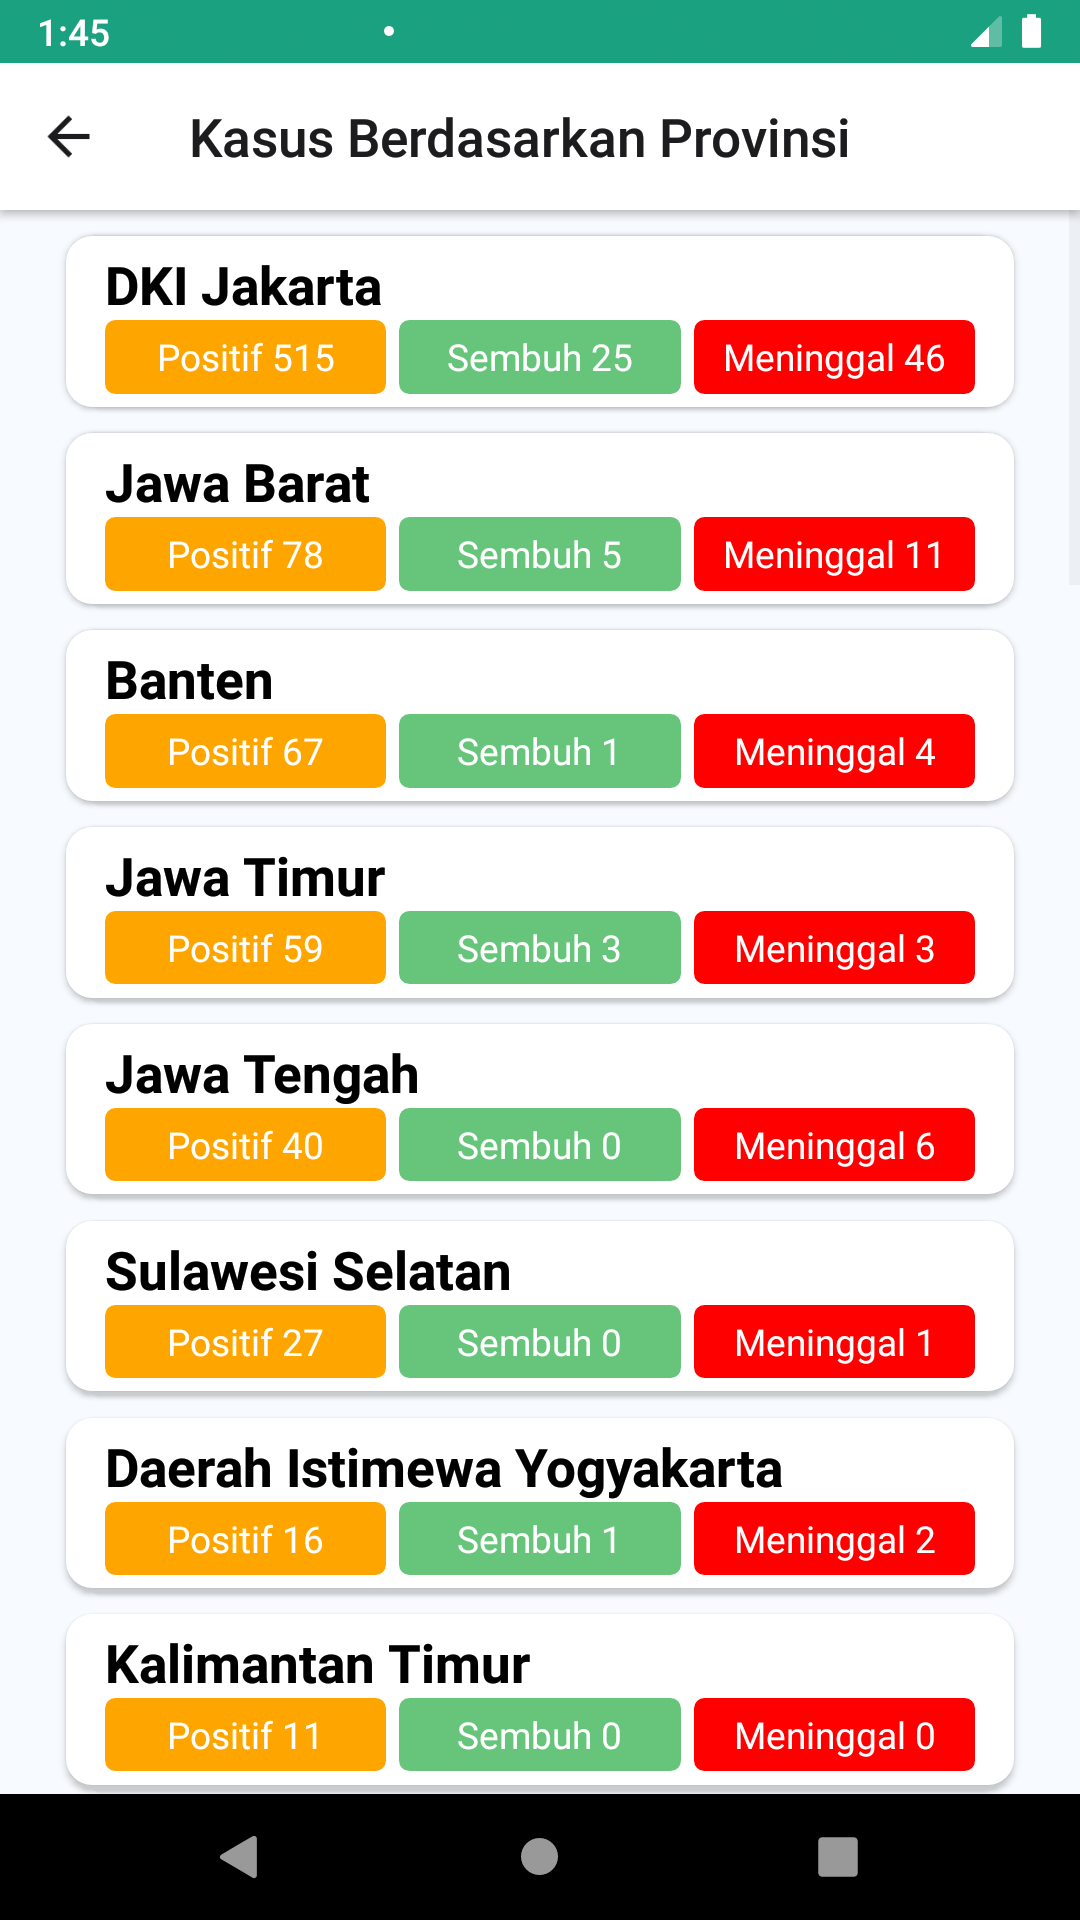 1:45
Kasus Berdasarkan Provinsi
DKI Jakarta
Positif 515 Sembuh 25 Meninggal 46
Jawa Barat
Positif 78 Sembuh 5 Meninggal 11
Banten
Positif 67 Sembuh 1 Meninggal 4
Jawa Timur
Positif 59 Sembuh 3 Meninggal 3
Jawa Tengah
Positif 40 Sembuh 0 Meninggal 6
Sulawesi Selatan
Positif 27 Sembuh 0 Meninggal 1
Daerah Istimewa Yogyakarta
Positif 16 Sembuh 1 Meninggal 2
Kalimantan Timur
Positif 11 Sembuh 0 Meninggal 0